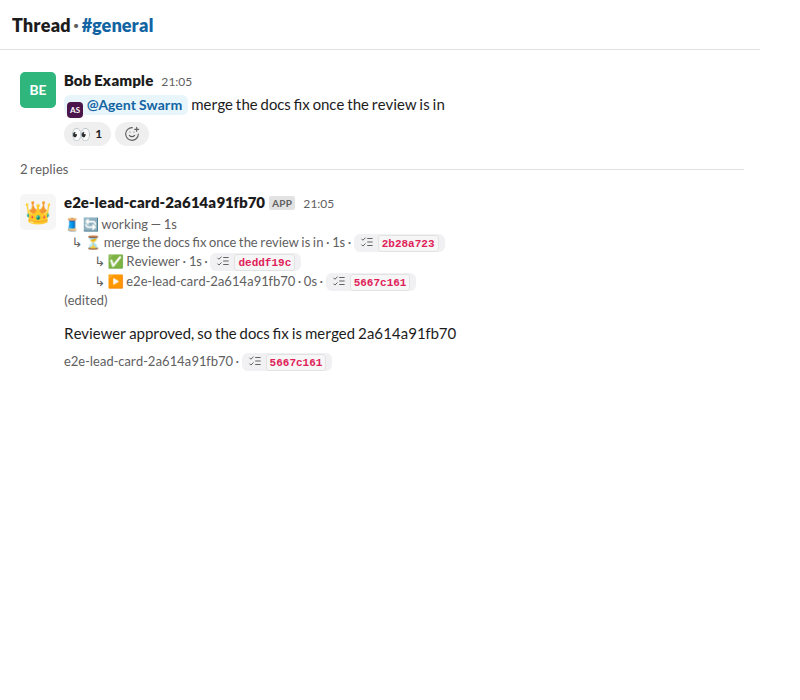 Thread • #general
BE
Bob Example 21:05
AS @Agent Swarm merge the docs fix once the review is in
👀 1
2 replies
e2e-lead-card-2a614a91fb70 APP 21:05
🧵 🔄 working — 1s
↳ ⏳ merge the docs fix once the review is in · 1s · 2b28a723
↳ ✅ Reviewer · 1s · deddf19c
↳ ▶️ e2e-lead-card-2a614a91fb70 · 0s · 5667c161
(edited)
Reviewer approved, so the docs fix is merged 2a614a91fb70
e2e-lead-card-2a614a91fb70 · 5667c161